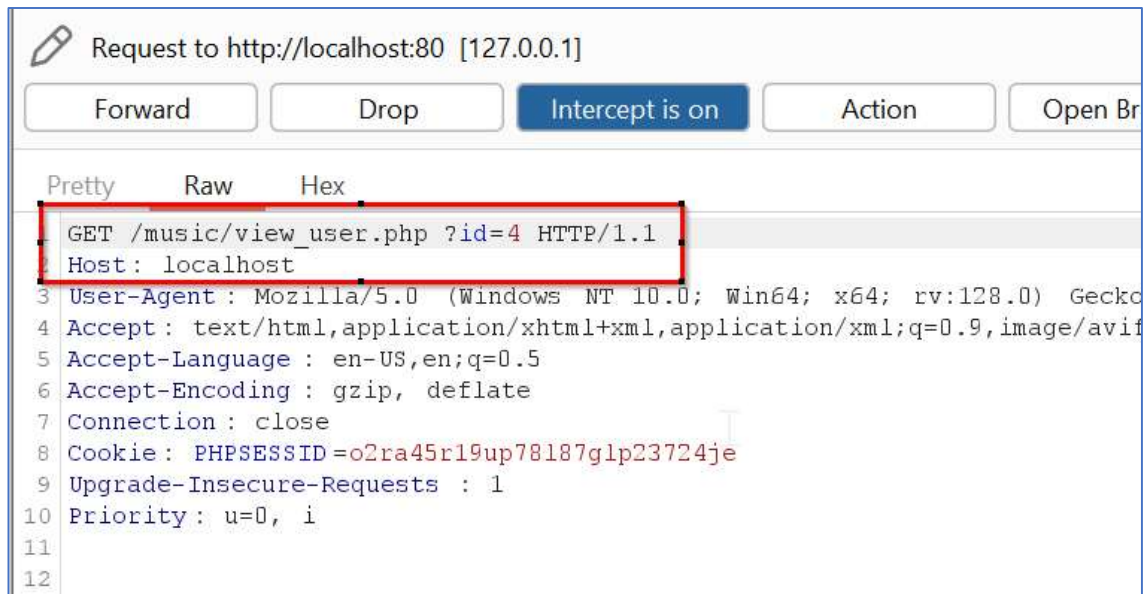 Request to http://localhost:80 [127.0.0.1]
Forward Drop Intercept is on Action Open Br
Pretty Raw Hex
1 GET /music/view_user.php ?id=4 HTTP/1.1
2 Host: localhost
3 User-Agent : Mozilla/5.0 (Windows NT 10.0; Win64; x64; rv:128.0) Gecko
4 Accept : text/html,application/xhtml+xml,application/xml;q=0.9,image/avif
5 Accept-Language : en-US,en;q=0.5
6 Accept-Encoding : gzip, deflate
7 Connection : close
8 Cookie : PHPSESSID=o2ra45r19up78l87glp23724je
9 Upgrade-Insecure-Requests : 1
10 Priority : u=0, i
11
12